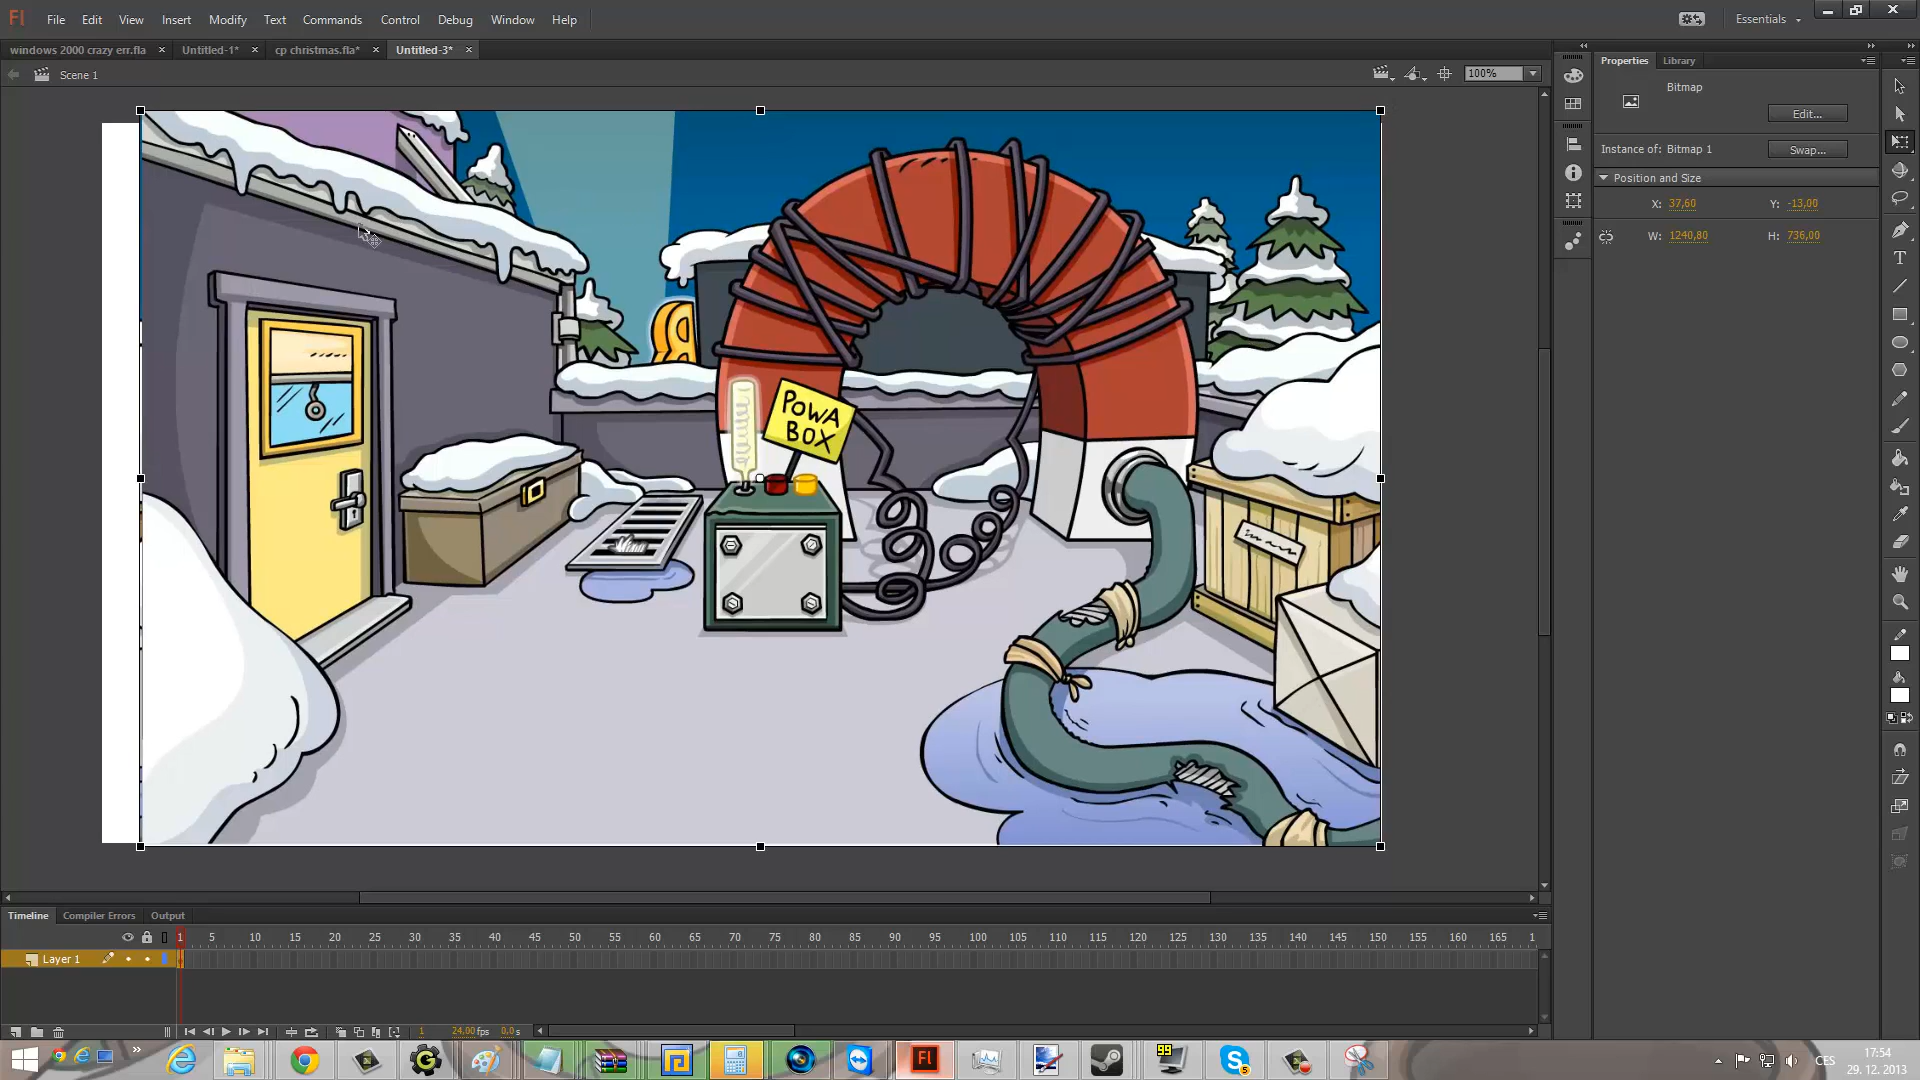 Fl File Edit View Insert Modify Text Commands Control Debug Window Help Essentials
windows 2000 crazy err.fla × Untitled-1* × cp christmas.fla* × Untitled-3* ×
Scene 1 100%
Properties Library
Bitmap
Edit...
Instance of: Bitmap 1 Swap...
Position and Size
X: 37,60 Y: -13,00
W: 1240,80 H: 736,00
POWA
BOX
B
T
Timeline Compiler Errors Output
1 5 10 15 20 25 30 35 40 45 50 55 60 65 70 75 80 85 90 95 100 105 110 115 120 125 130 135 140 145 150 155 160 165 1
Layer 1
1 24,00 fps 0,0 s
99
Fl
5
CES
17:54
29. 12. 2013